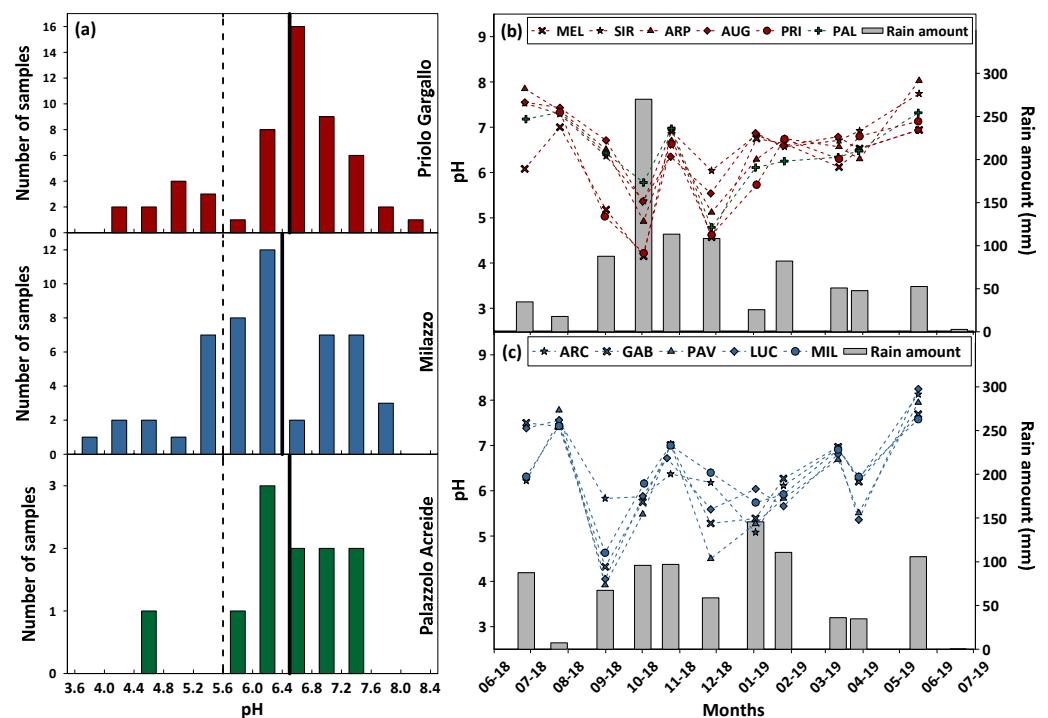 (a)
Number of samples
16
14
12
10
8
6
4
2
0
Priolo Gargallo
Number of samples
12
10
8
6
4
2
0
Milazzo
Number of samples
3
2
1
0
Palazzolo Acreide
3.6 4.0 4.4 4.8 5.2 5.6 6.0 6.4 6.8 7.2 7.6 8.0 8.4
pH
(b)
MEL SIR ARP AUG PRI PAL Rain amount
pH
9
8
7
6
5
4
3
300
250
200
150
100
50
0
Rain amount (mm)
(c)
ARC GAB PAV LUC MIL Rain amount
pH
9
8
7
6
5
4
3
300
250
200
150
100
50
0
Rain amount (mm)
06-18 07-18 08-18 09-18 10-18 11-18 12-18 01-19 02-19 03-19 04-19 05-19 06-19 07-19
Months